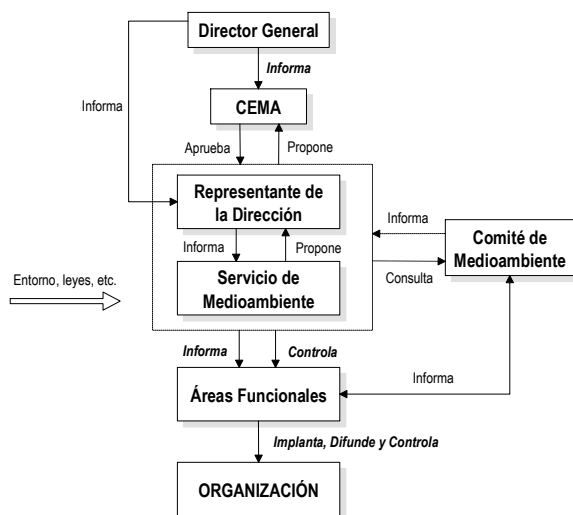 Director General
Informa
Informa
CEMA
Aprueba
Propone
Representante de
la Dirección
Informa
Propone
Servicio de
Medioambiente
Entorno, leyes, etc.
Informa
Comité de
Medioambiente
Consulta
Informa
Controla
Áreas Funcionales
Informa
Implanta, Difunde y Controla
ORGANIZACIÓN